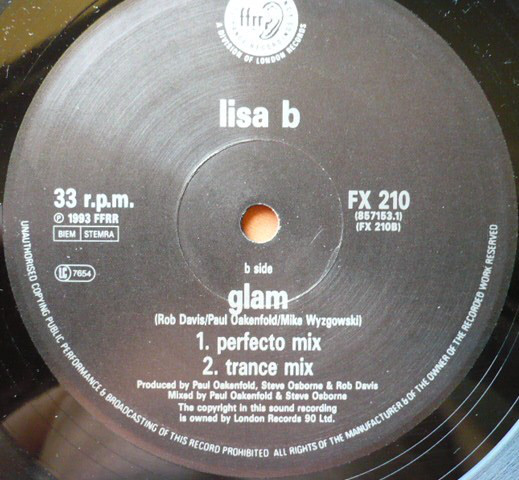 ffrr
A DIVISION OF LONDON RECORDS
lisa b
33 r.p.m.
℗ 1993 FFRR
BIEM STEMRA
LC 7654
FX 210
(857153.1)
(FX 210B)
b side
glam
(Rob Davis/Paul Oakenfold/Mike Wyzgowski)
1. perfecto mix
2. trance mix
Produced by Paul Oakenfold, Steve Osborne & Rob Davis
Mixed by Paul Oakenfold & Steve Osborne
The copyright in this sound recording
is owned by London Records 90 Ltd.
UNAUTHORISED COPYING PUBLIC PERFORMANCE & BROADCASTING OF THIS RECORD PROHIBITED ALL RIGHTS OF THE MANUFACTURER & OF THE OWNER OF THE RECORDED WORK RESERVED